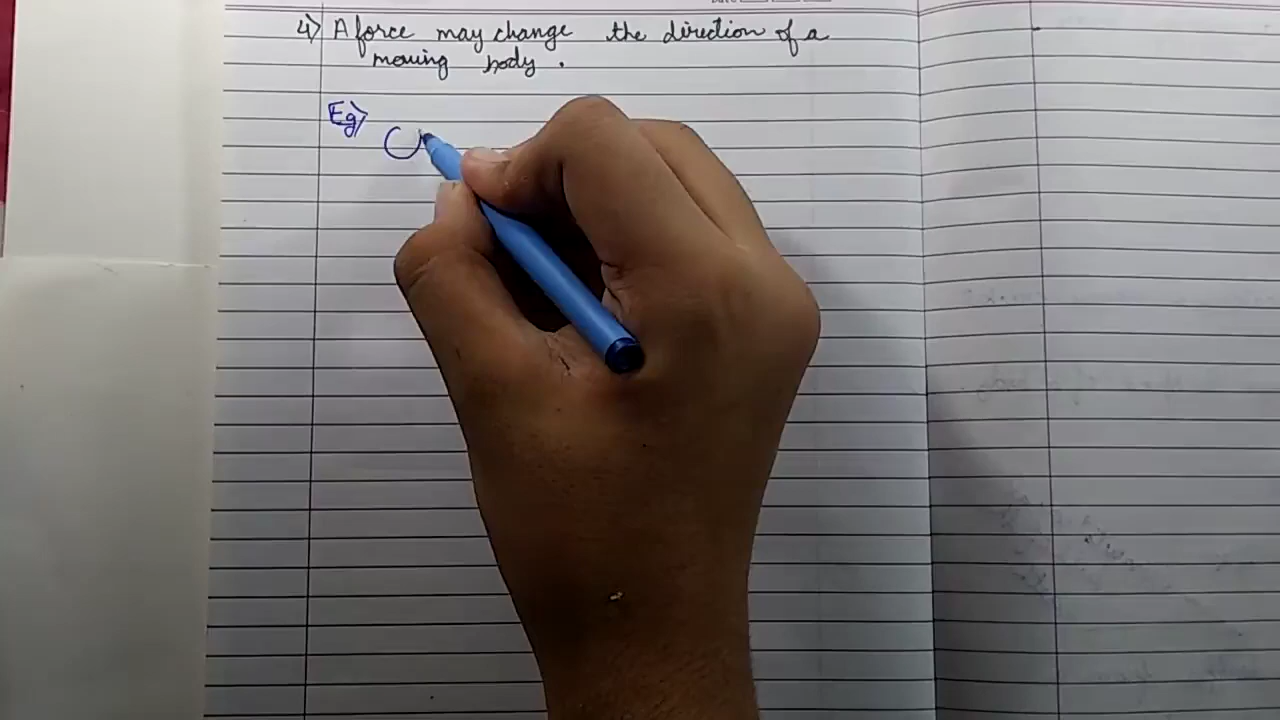 4) A force may change the direction of a
moving body.
Eg)